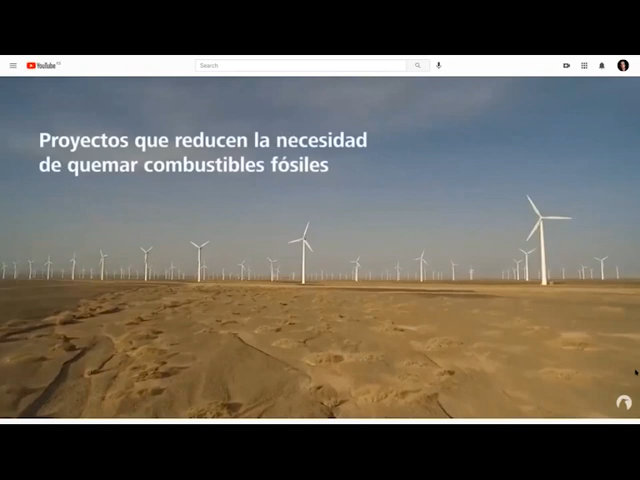 YouTube
Search
Proyectos que reducen la necesidad
de quemar combustibles fósiles